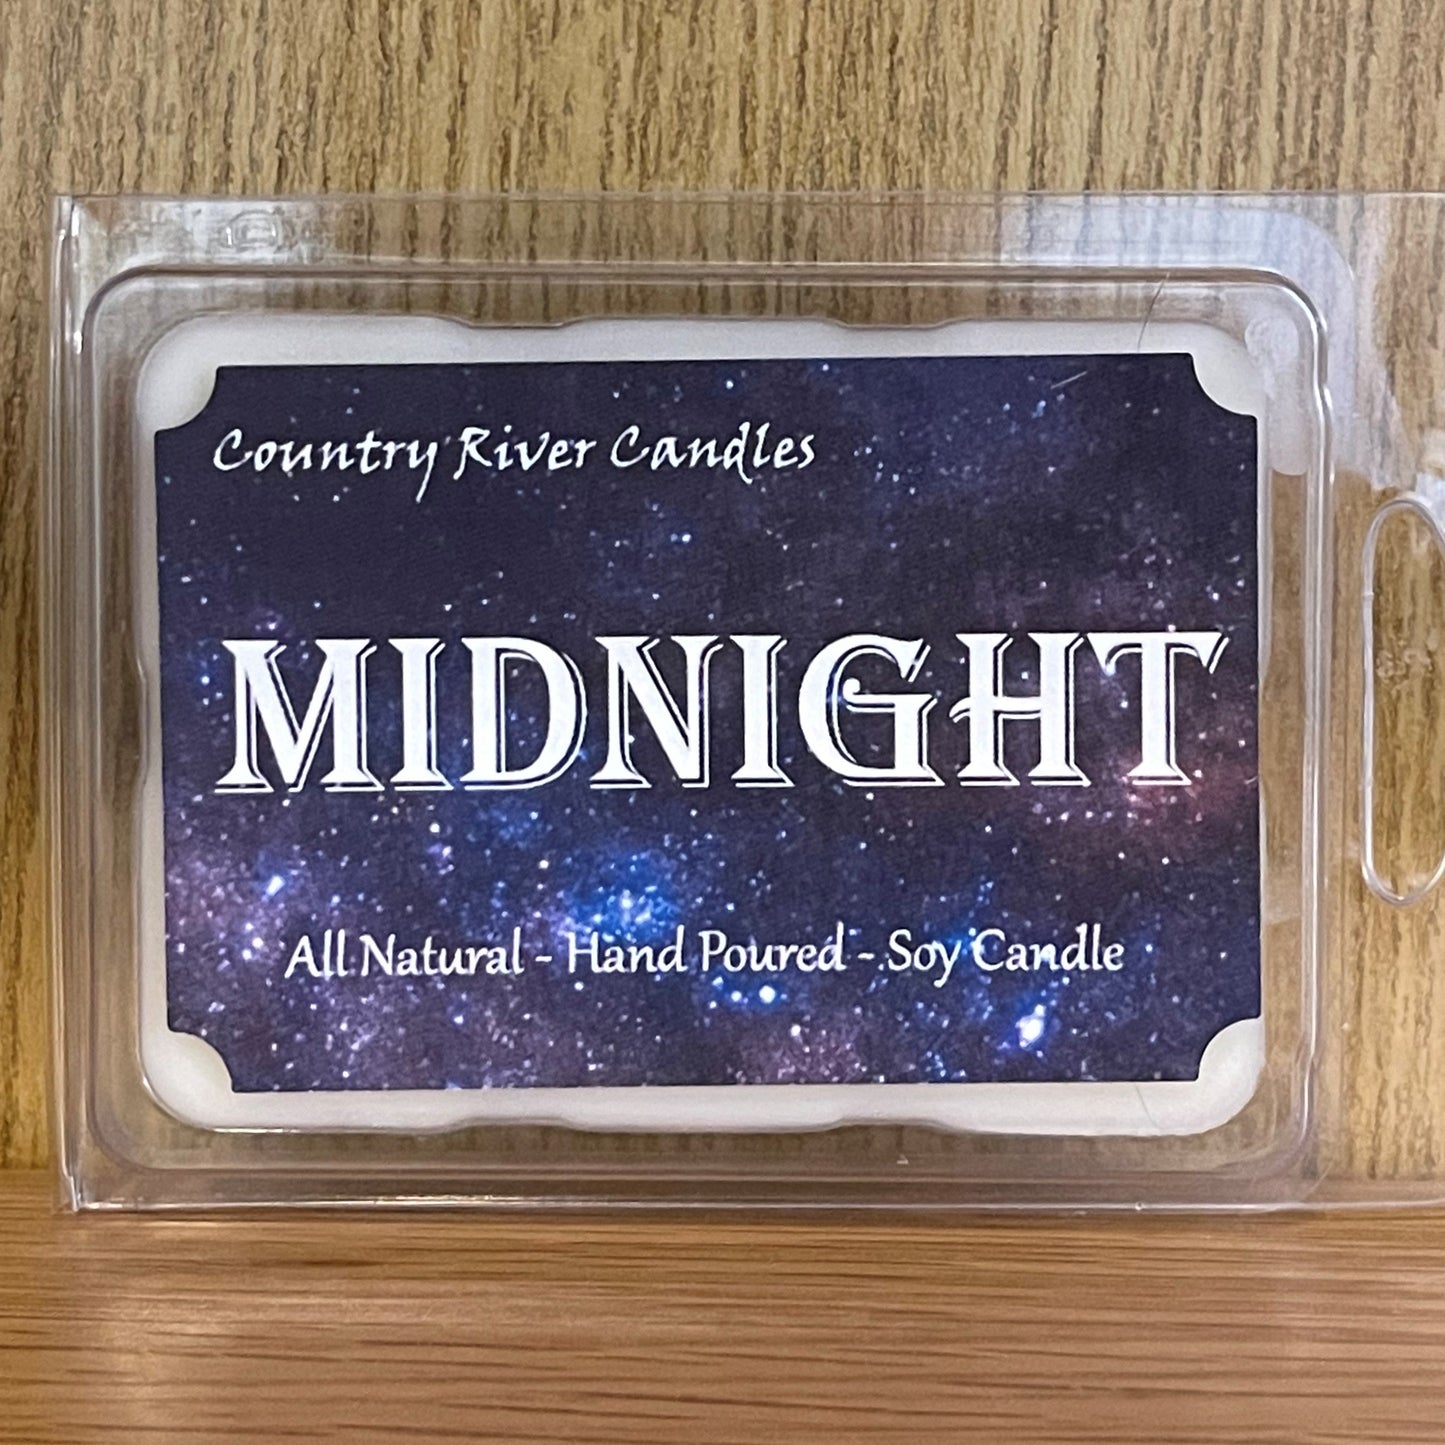 Country River Candles
MIDNIGHT
All Natural - Hand Poured - Soy Candle